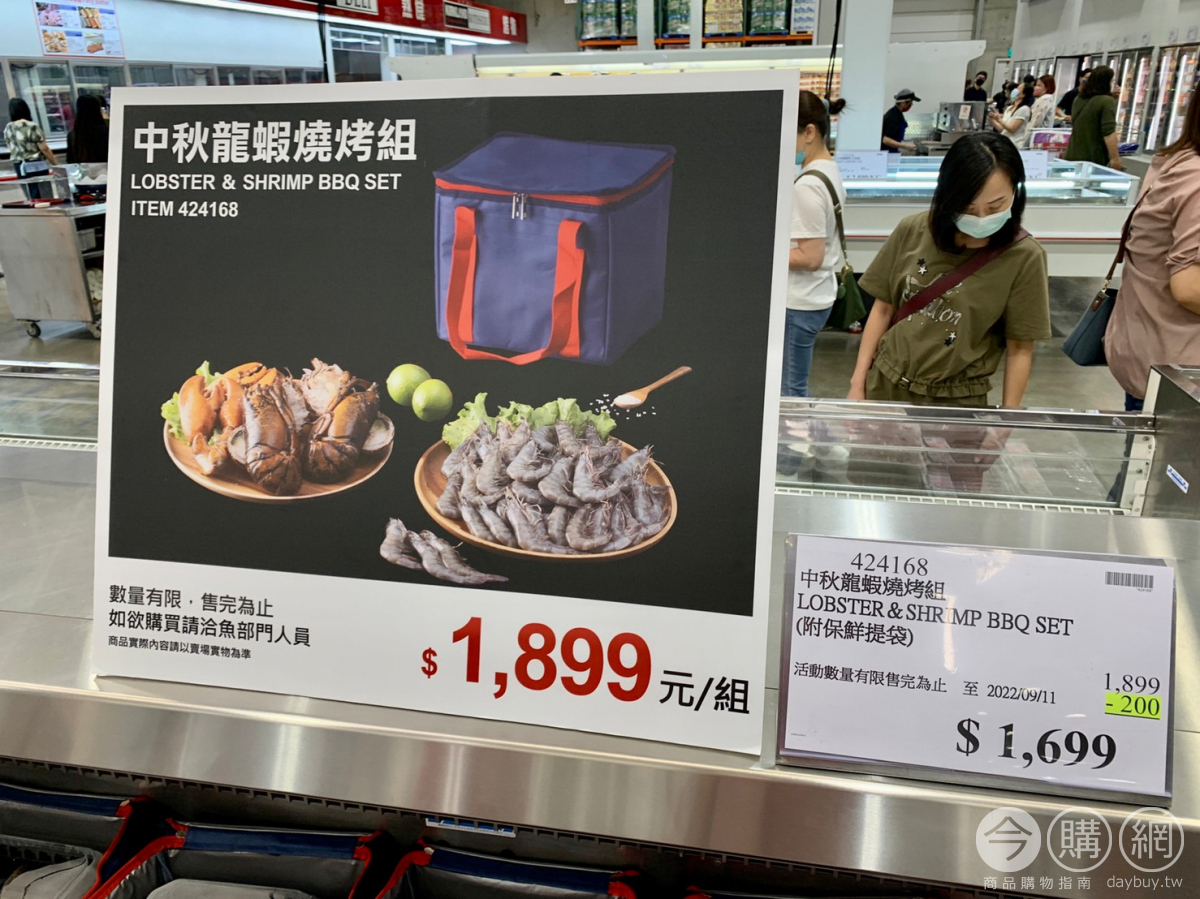 中秋龍蝦燒烤組
LOBSTER & SHRIMP BBQ SET
ITEM 424168
數量有限，售完為止
如欲購買請洽魚部門人員
商品實際內容請以賣場實物為準
$ 1,899 元/組
424168
中秋龍蝦燒烤組
LOBSTER & SHRIMP BBQ SET
(附保鮮提袋)
活動數量有限售完為止 至 2022/09/11
1,899
- 200
$ 1,699
今購網
商品購物指南 daybuy.tw